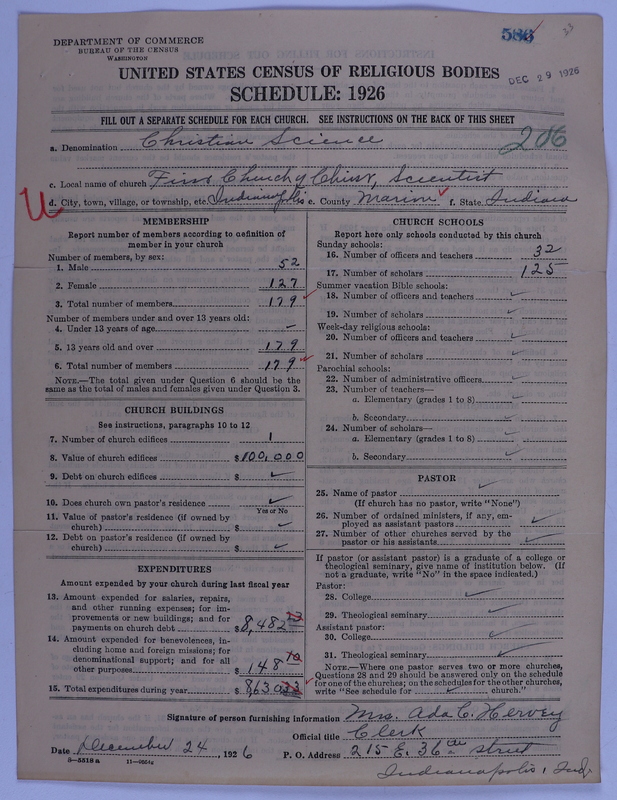 DEPARTMENT OF COMMERCE
BUREAU OF THE CENSUS
WASHINGTON
586
DEC 29 1926
UNITED STATES CENSUS OF RELIGIOUS BODIES
SCHEDULE: 1926
FILL OUT A SEPARATE SCHEDULE FOR EACH CHURCH. SEE INSTRUCTIONS ON THE BACK OF THIS SHEET
a. Denomination Christian Science
206
c. Local name of church First Church of Christ, Scientist
d. City, town, village, or township, etc. Indianapolis e. County Marion f. State Indiana
MEMBERSHIP
Report number of members according to definition of
member in your church
Number of members, by sex:
1. Male 52
2. Female 127
3. Total number of members 179
Number of members under and over 13 years old:
4. Under 13 years of age –
5. 13 years old and over 179
6. Total number of members 179
NOTE.—The total given under Question 6 should be the
same as the total of males and females given under Question 3.
CHURCH BUILDINGS
See instructions, paragraphs 10 to 12
7. Number of church edifices 1
8. Value of church edifices $100,000
9. Debt on church edifices $ ✓
10. Does church own pastor's residence ✓
Yes or No
11. Value of pastor's residence (if owned by
church) $ ✓
12. Debt on pastor's residence (if owned by
church) $ ✓
EXPENDITURES
Amount expended by your church during last fiscal year
13. Amount expended for salaries, repairs,
and other running expenses; for im-
provements or new buildings; and for
payments on church debt $8,482
14. Amount expended for benevolences, in-
cluding home and foreign missions; for
denominational support; and for all
other purposes $148
15. Total expenditures during year $8,630
CHURCH SCHOOLS
Report here only schools conducted by this church
Sunday schools:
16. Number of officers and teachers 32
17. Number of scholars 125
Summer vacation Bible schools:
18. Number of officers and teachers ✓
19. Number of scholars ✓
Week-day religious schools:
20. Number of officers and teachers ✓
21. Number of scholars ✓
Parochial schools:
22. Number of administrative officers ✓
23. Number of teachers—
a. Elementary (grades 1 to 8) ✓
b. Secondary ✓
24. Number of scholars—
a. Elementary (grades 1 to 8) ✓
b. Secondary ✓
PASTOR
25. Name of pastor ✓
(If church has no pastor, write "None")
26. Number of ordained ministers, if any, em-
ployed as assistant pastors ✓
27. Number of other churches served by the
pastor or his assistants ✓
If pastor (or assistant pastor) is a graduate of a college or
theological seminary, give name of institution below. (If
not a graduate, write "No" in the space indicated.)
Pastor:
28. College ✓
29. Theological seminary ✓
Assistant pastor:
30. College ✓
31. Theological seminary ✓
NOTE.—Where one pastor serves two or more churches,
Questions 28 and 29 should be answered only on the schedule
for one of the churches; on the schedules for the other churches,
write "See schedule for ✓ church."
Signature of person furnishing information Mrs. Ada C. Hervey
Official title Clerk
Date December 24, 1926 P. O. Address 215 E. 36th street
8—5518 a
Indianapolis, Ind